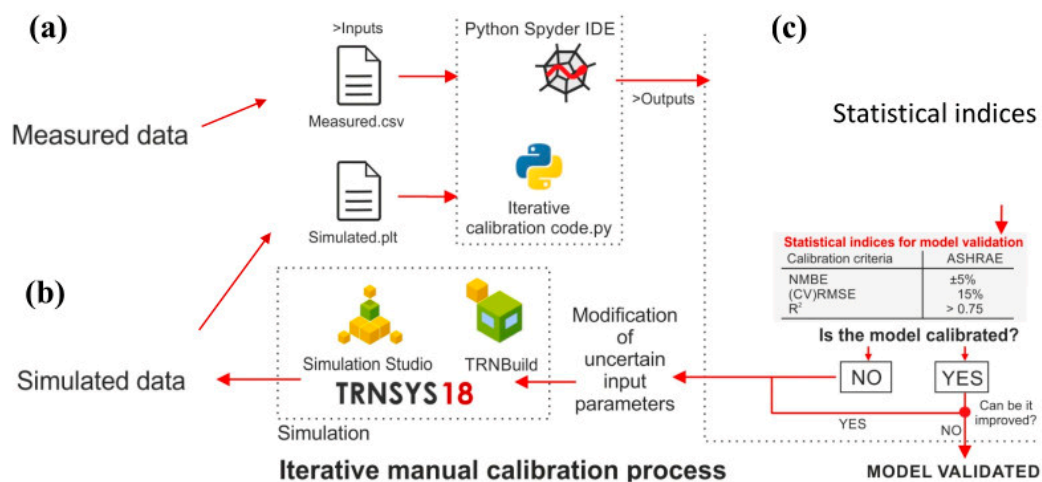 (a)
>Inputs
Python Spyder IDE
(c)
Measured data
Measured.csv
>Outputs
Statistical indices
Iterative
calibration code.py
Simulated.plt
Statistical indices for model validation
Calibration criteria ASHRAE
NMBE ±5%
(CV)RMSE 15%
R² > 0.75
(b)
Is the model calibrated?
NO YES
Can be it
improved?
YES
NO
MODEL VALIDATED
Modification
of
uncertain
input
parameters
Simulation Studio
TRNBuild
TRNSYS 18
Simulation
Simulated data
Iterative manual calibration process